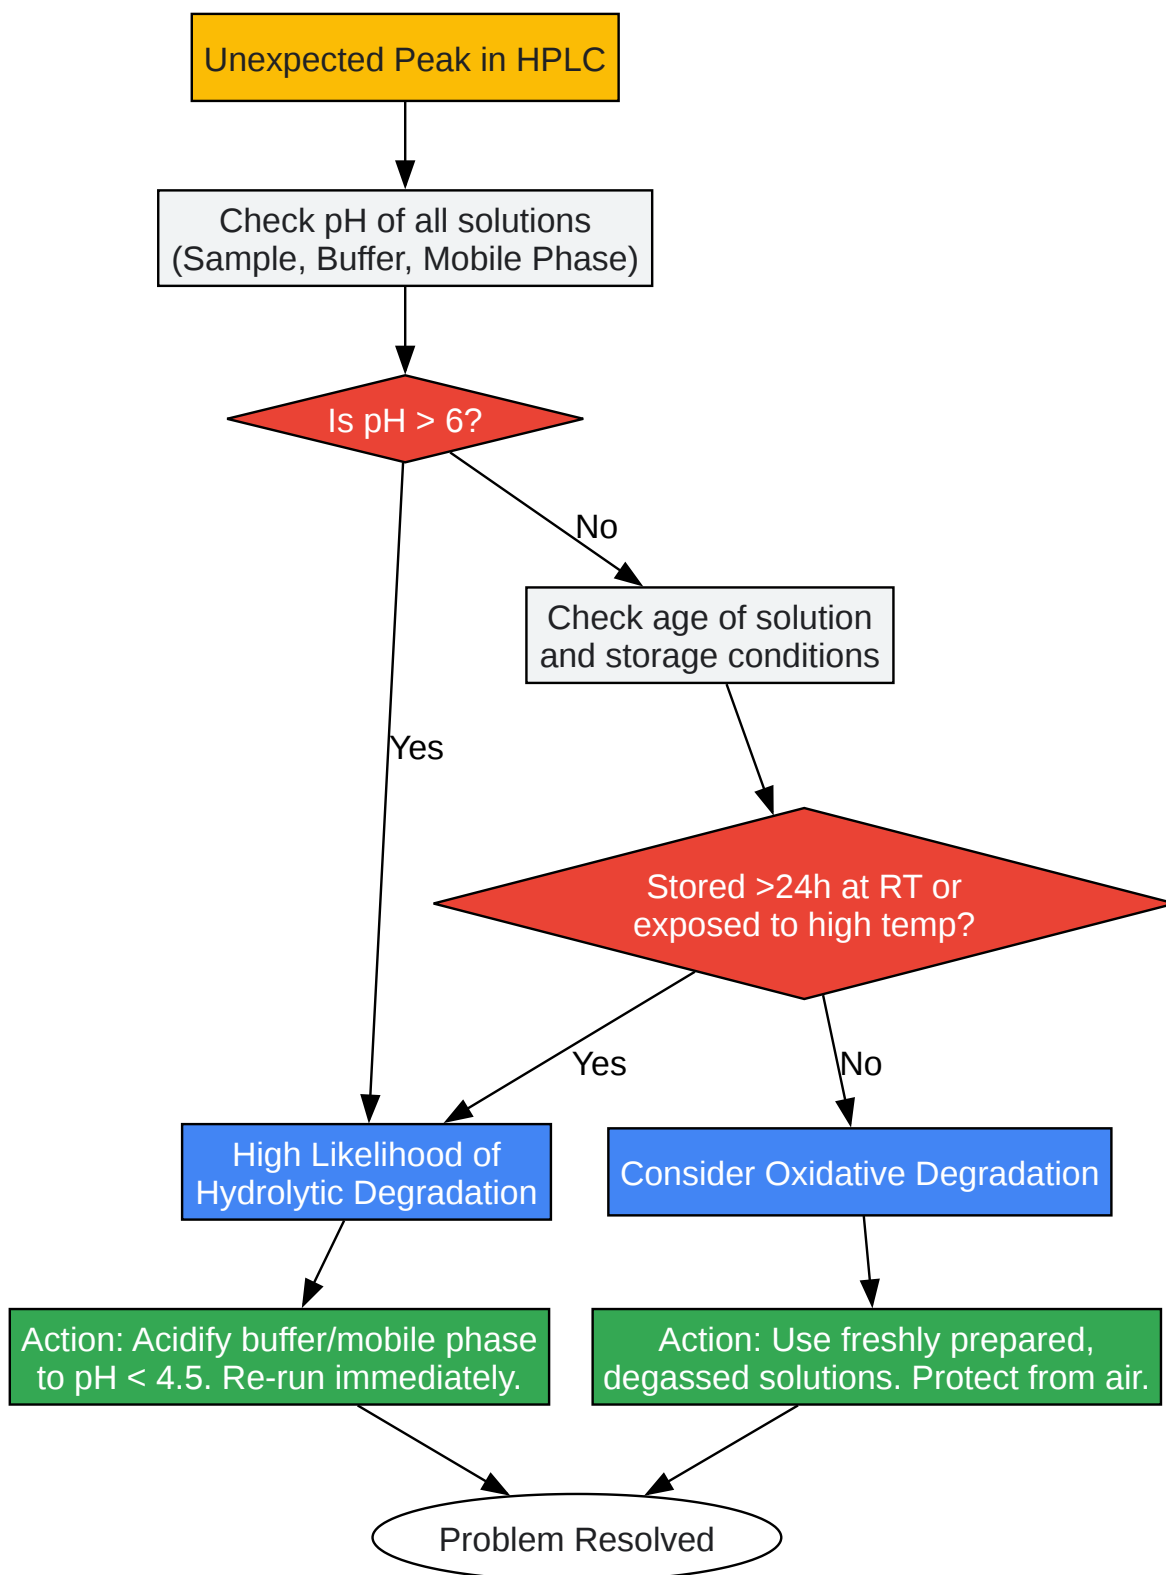 Unexpected Peak in HPLC
Check pH of all solutions
(Sample, Buffer, Mobile Phase)
Is pH > 6?
No
Check age of solution
and storage conditions
Yes
Stored >24h at RT or
exposed to high temp?
Yes
No
High Likelihood of
Hydrolytic Degradation
Consider Oxidative Degradation
Action: Acidify buffer/mobile phase
to pH < 4.5. Re-run immediately.
Action: Use freshly prepared,
degassed solutions. Protect from air.
Problem Resolved